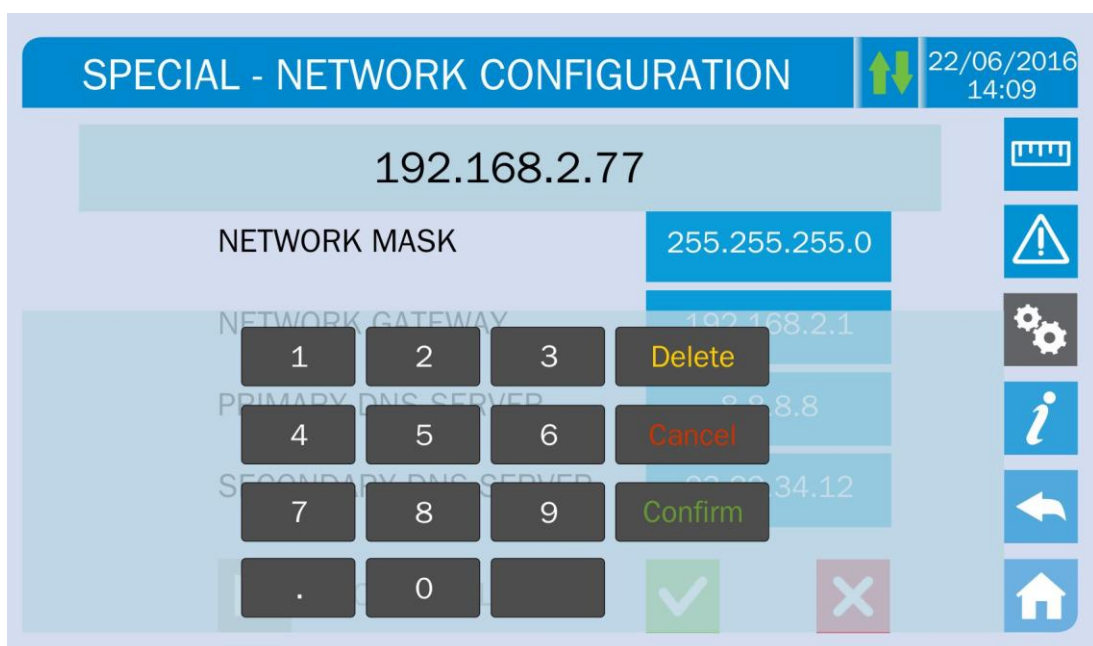 SPECIAL - NETWORK CONFIGURATION
22/06/2016
14:09
192.168.2.77
NETWORK MASK 255.255.255.0
NETWORK GATEWAY 192.168.2.1
1 2 3 Delete
PRIMARY DNS SERVER 8.8.8.8
4 5 6 Cancel
SECONDARY DNS SERVER
7 8 9 Confirm
. 0